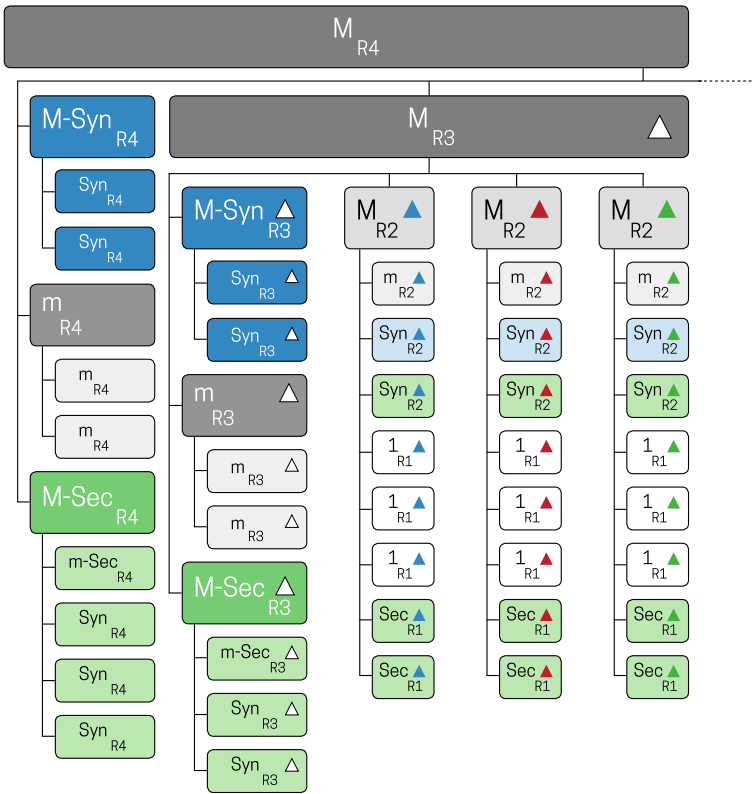 M R4
M-Syn R4
Syn R4
Syn R4
m R4
m R4
m R4
M-Sec R4
m-Sec R4
Syn R4
Syn R4
Syn R4
M R3
M-Syn R3
Syn R3
Syn R3
m R3
m R3
m R3
M-Sec R3
m-Sec R3
Syn R3
Syn R3
M R2
m R2
Syn R2
Syn R2
1 R1
1 R1
1 R1
Sec R1
Sec R1
M R2
m R2
Syn R2
Syn R2
1 R1
1 R1
1 R1
Sec R1
Sec R1
M R2
m R2
Syn R2
Syn R2
1 R1
1 R1
1 R1
Sec R1
Sec R1